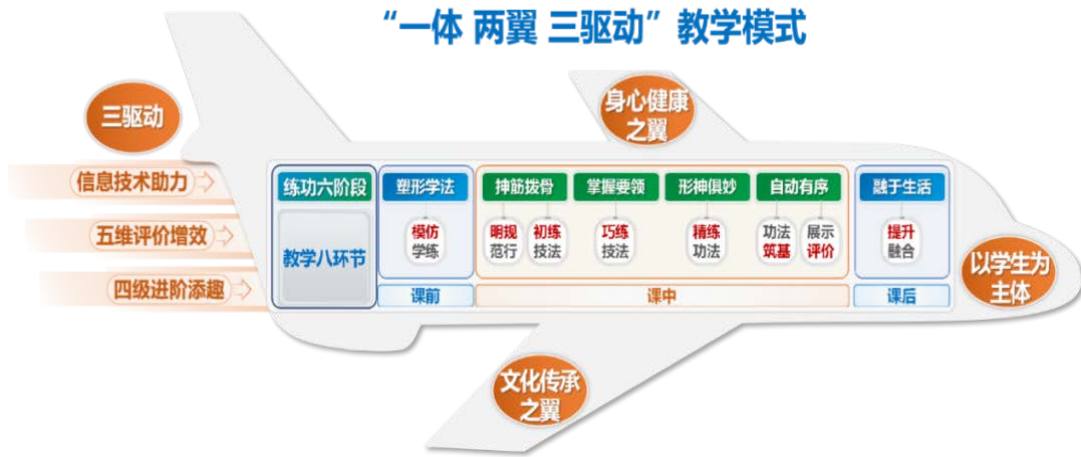 “一体 两翼 三驱动”教学模式
三驱动
身心健康
之翼
信息技术助力
五维评价增效
四级进阶添趣
练功六阶段
塑形学法
抻筋拨骨
掌握要领
形神俱妙
自动有序
融于生活
教学八环节
模仿
学练
明规
范行
初练
技法
巧练
技法
精练
功法
功法
筑基
展示
评价
提升
融合
课前
课中
课后
以学生为
主体
文化传承
之翼